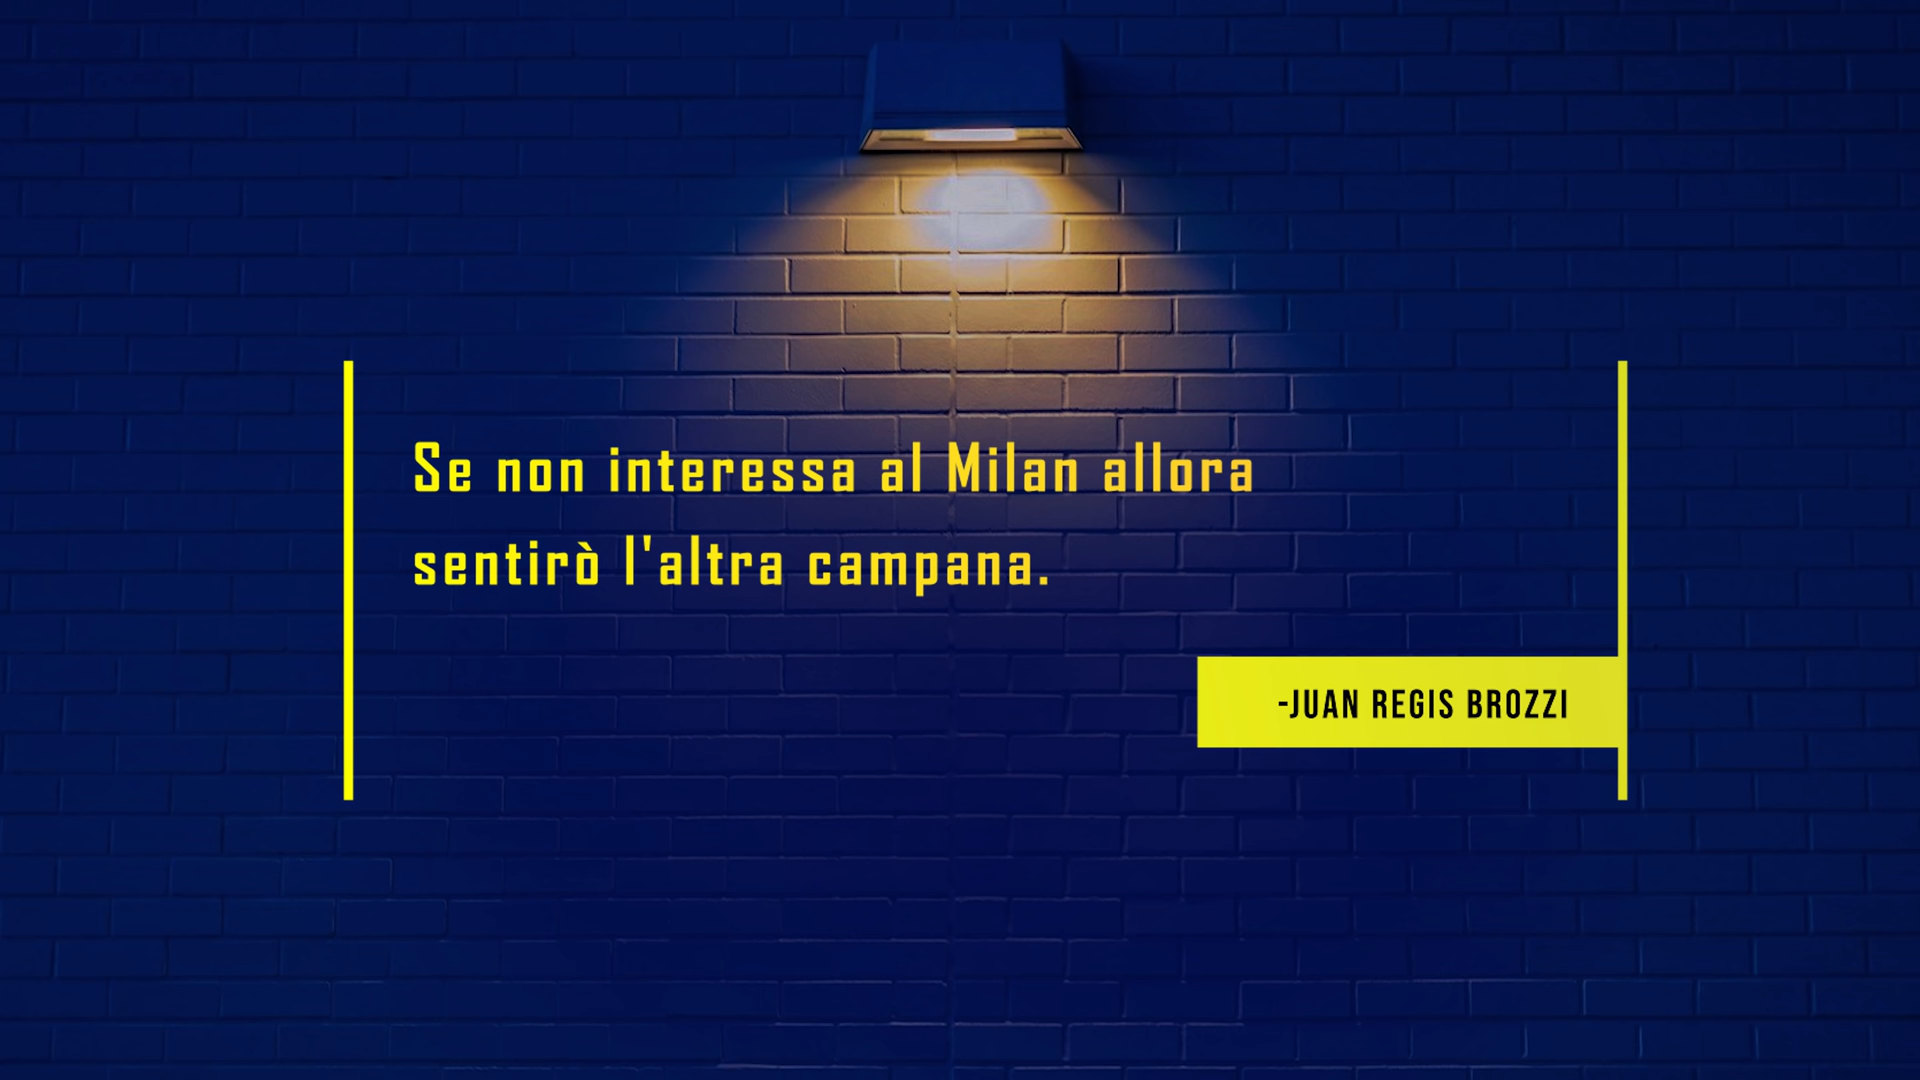 Se non interessa al Milan allora
sentirò l'altra campana.
-JUAN REGIS BROZZI